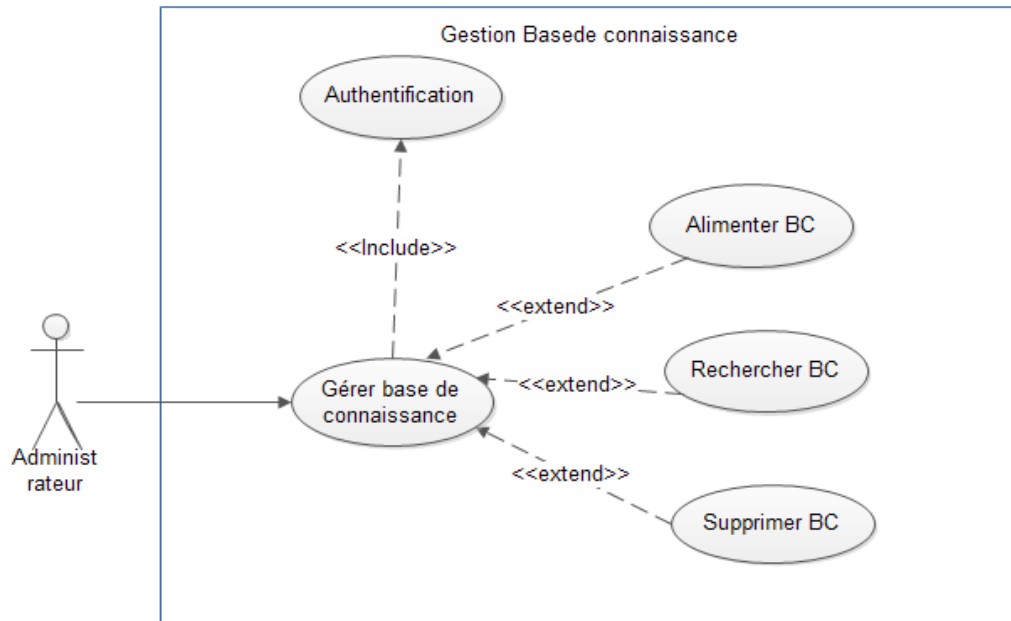 Gestion Basede connaissance
Authentification
Alimenter BC
<<Include>>
<<extend>>
Rechercher BC
<<extend>>
Gérer base de
connaissance
Administ
rateur
<<extend>>
Supprimer BC